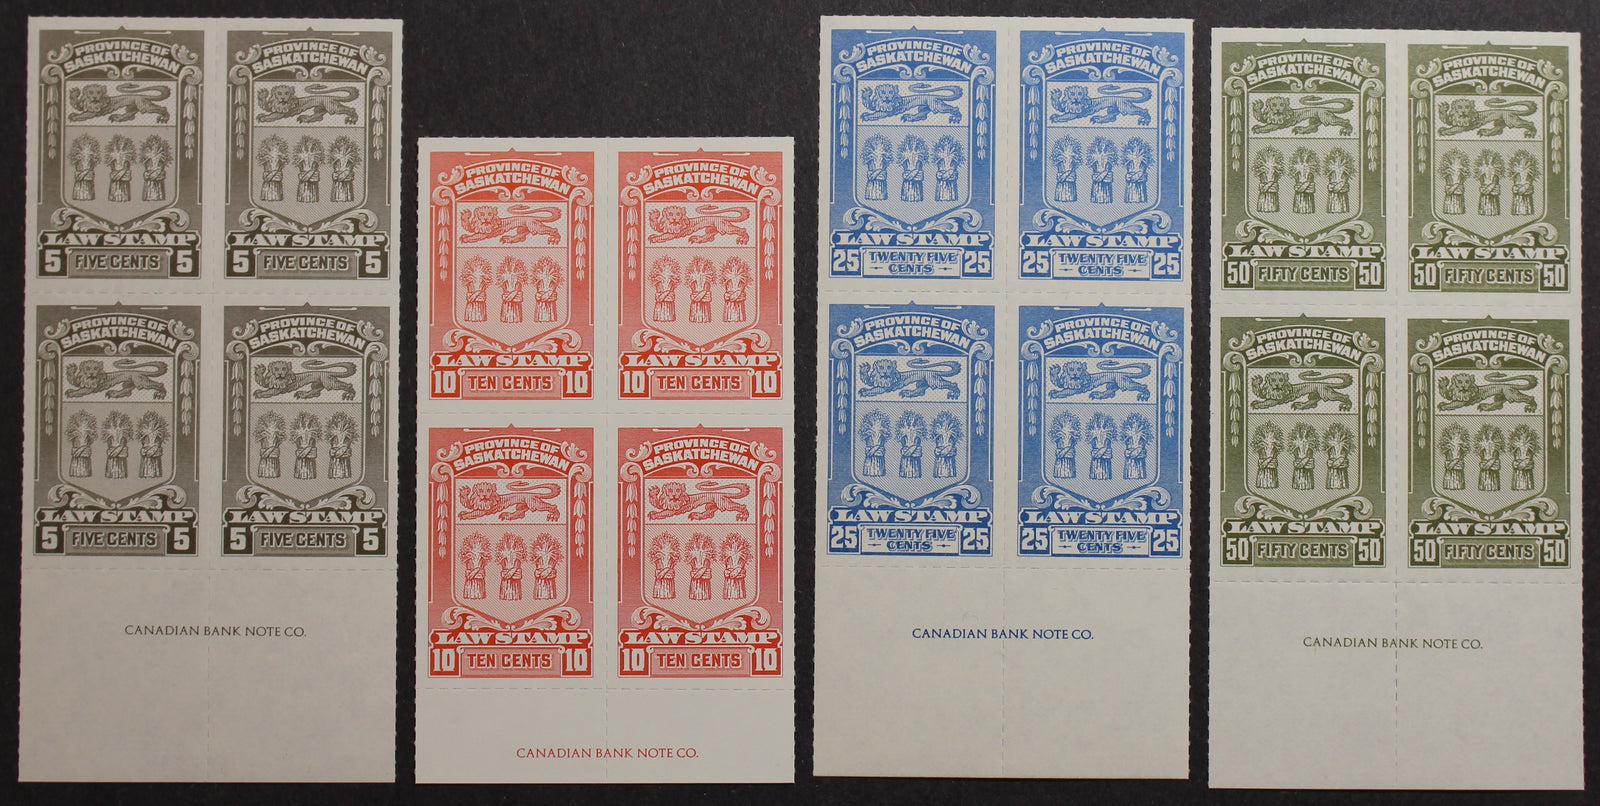 PROVINCE OF
SASKATCHEWAN
LAW STAMP
5 FIVE CENTS 5
PROVINCE OF
SASKATCHEWAN
LAW STAMP
5 FIVE CENTS 5
PROVINCE OF
SASKATCHEWAN
LAW STAMP
5 FIVE CENTS 5
PROVINCE OF
SASKATCHEWAN
LAW STAMP
5 FIVE CENTS 5
CANADIAN BANK NOTE CO.
PROVINCE OF
SASKATCHEWAN
LAW STAMP
10 TEN CENTS 10
PROVINCE OF
SASKATCHEWAN
LAW STAMP
10 TEN CENTS 10
PROVINCE OF
SASKATCHEWAN
LAW STAMP
10 TEN CENTS 10
PROVINCE OF
SASKATCHEWAN
LAW STAMP
10 TEN CENTS 10
CANADIAN BANK NOTE CO.
PROVINCE OF
SASKATCHEWAN
LAW STAMP
25 TWENTY FIVE 25
CENTS
PROVINCE OF
SASKATCHEWAN
LAW STAMP
25 TWENTY FIVE 25
CENTS
PROVINCE OF
SASKATCHEWAN
LAW STAMP
25 TWENTY FIVE 25
CENTS
PROVINCE OF
SASKATCHEWAN
LAW STAMP
25 TWENTY FIVE 25
CENTS
CANADIAN BANK NOTE CO.
PROVINCE OF
SASKATCHEWAN
LAW STAMP
50 FIFTY CENTS 50
PROVINCE OF
SASKATCHEWAN
LAW STAMP
50 FIFTY CENTS 50
PROVINCE OF
SASKATCHEWAN
LAW STAMP
50 FIFTY CENTS 50
PROVINCE OF
SASKATCHEWAN
LAW STAMP
50 FIFTY CENTS 50
CANADIAN BANK NOTE CO.